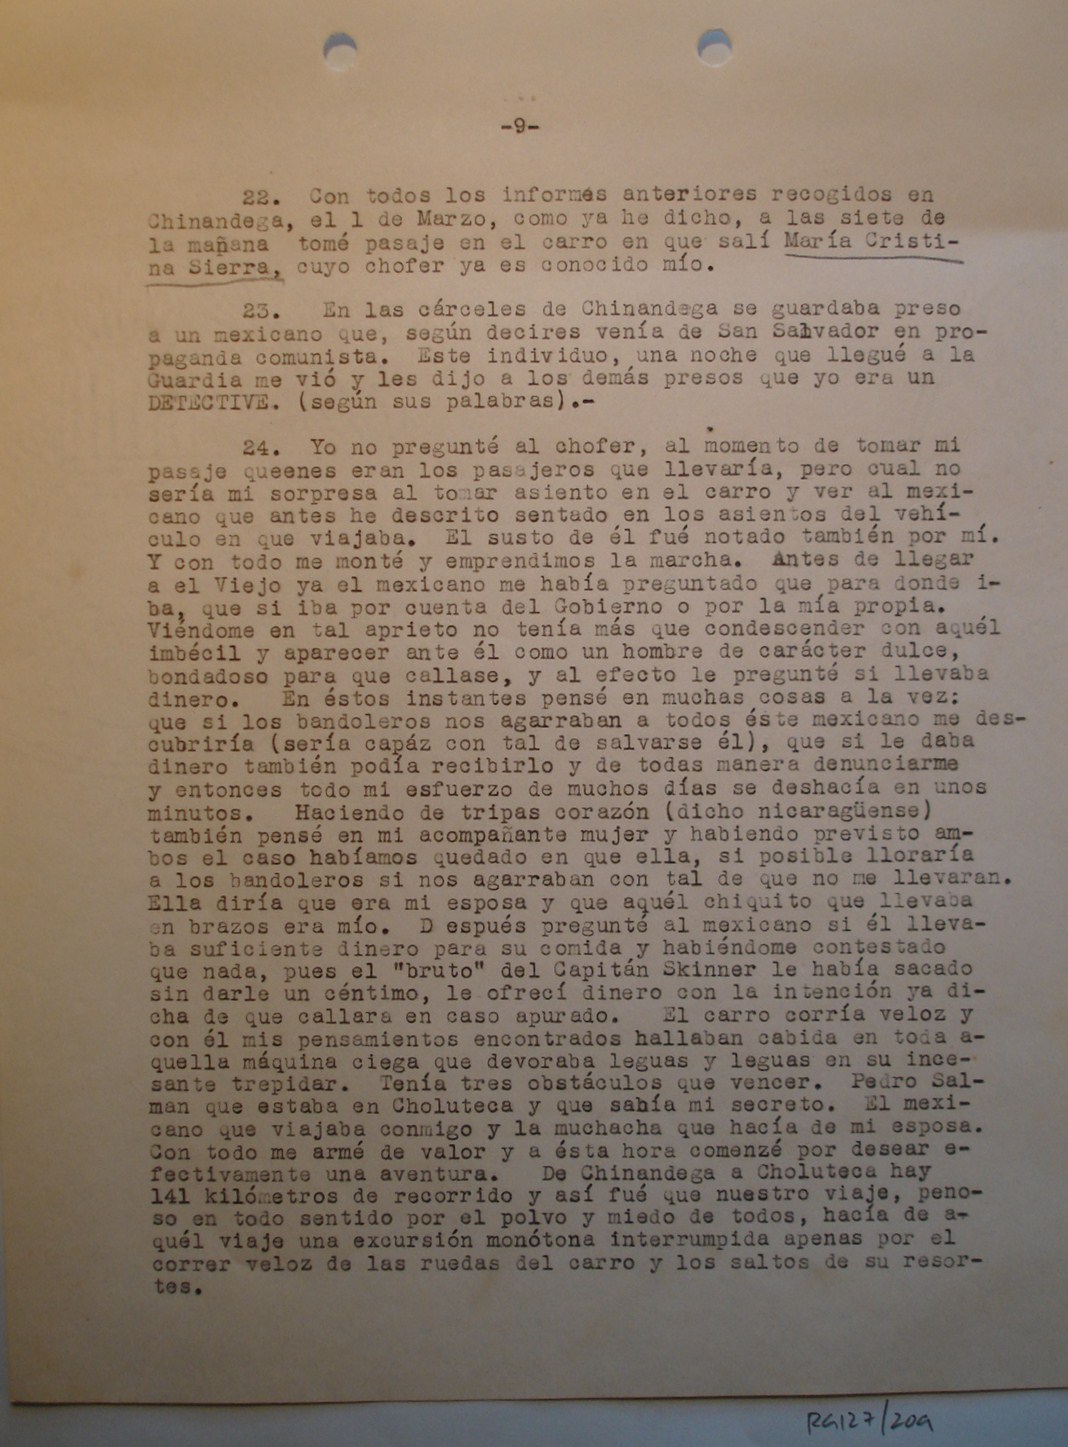 -9-
22. Con todos los informes anteriores recogidos en
Chinandega, el 1 de Marzo, como ya he dicho, a las siete de
la mañana tomé pasaje en el carro en que salí María Cristi-
na Sierra, cuyo chofer ya es conocido mío.
23. En las cárceles de Chinandega se guardaba preso
a un mexicano que, según decires venía de San Salvador en pro-
paganda comunista. Este individuo, una noche que llegué a la
Guardia me vió y les dijo a los demás presos que yo era un
DETECTIVE. (según sus palabras).-
24. Yo no pregunté al chofer, al momento de tomar mi
pasaje queenes eran los pasajeros que llevaría, pero cual no
sería mi sorpresa al tomar asiento en el carro y ver al mexi-
cano que antes he descrito sentado en los asientos del vehí-
culo en que viajaba. El susto de él fué notado también por mí.
Y con todo me monté y emprendimos la marcha. Antes de llegar
a el Viejo ya el mexicano me había preguntado que para donde i-
ba, que si iba por cuenta del Gobierno o por la mía propia.
Viéndome en tal aprieto no tenía más que condescender con aquél
imbécil y aparecer ante él como un hombre de carácter dulce,
bondadoso para que callase, y al efecto le pregunté si llevaba
dinero. En éstos instantes pensé en muchas cosas a la vez:
que si los bandoleros nos agarraban a todos éste mexicano me des-
cubriría (sería capáz con tal de salvarse él), que si le daba
dinero también podía recibirlo y de todas manera denunciarme
y entonces todo mi esfuerzo de muchos días se deshacía en unos
minutos. Haciendo de tripas corazón (dicho nicaragüense)
también pensé en mi acompañante mujer y habiendo previsto am-
bos el caso habíamos quedado en que ella, si posible lloraría
a los bandoleros si nos agarraban con tal de que no me llevaran.
Ella diría que era mi esposa y que aquél chiquito que llevaba
en brazos era mío. D espués pregunté al mexicano si él lleva-
ba suficiente dinero para su comida y habiéndome contestado
que nada, pues el "bruto" del Capitán Skinner le había sacado
sin darle un céntimo, le ofrecí dinero con la intención ya di-
cha de que callara en caso apurado. El carro corría veloz y
con él mis pensamientos encontrados hallaban cabida en toda a-
quella máquina ciega que devoraba leguas y leguas en su ince-
sante trepidar. Tenía tres obstáculos que vencer. Pedro Sal-
man que estaba en Choluteca y que sabía mi secreto. El mexi-
cano que viajaba conmigo y la muchacha que hacía de mi esposa.
Con todo me armé de valor y a ésta hora comenzé por desear e-
fectivamente una aventura. De Chinandega a Choluteca hay
141 kilómetros de recorrido y así fué que nuestro viaje, peno-
so en todo sentido por el polvo y miedo de todos, hacía de a-
quél viaje una excursión monótona interrumpida apenas por el
correr veloz de las ruedas del carro y los saltos de su resor-
tes.
RG127/209